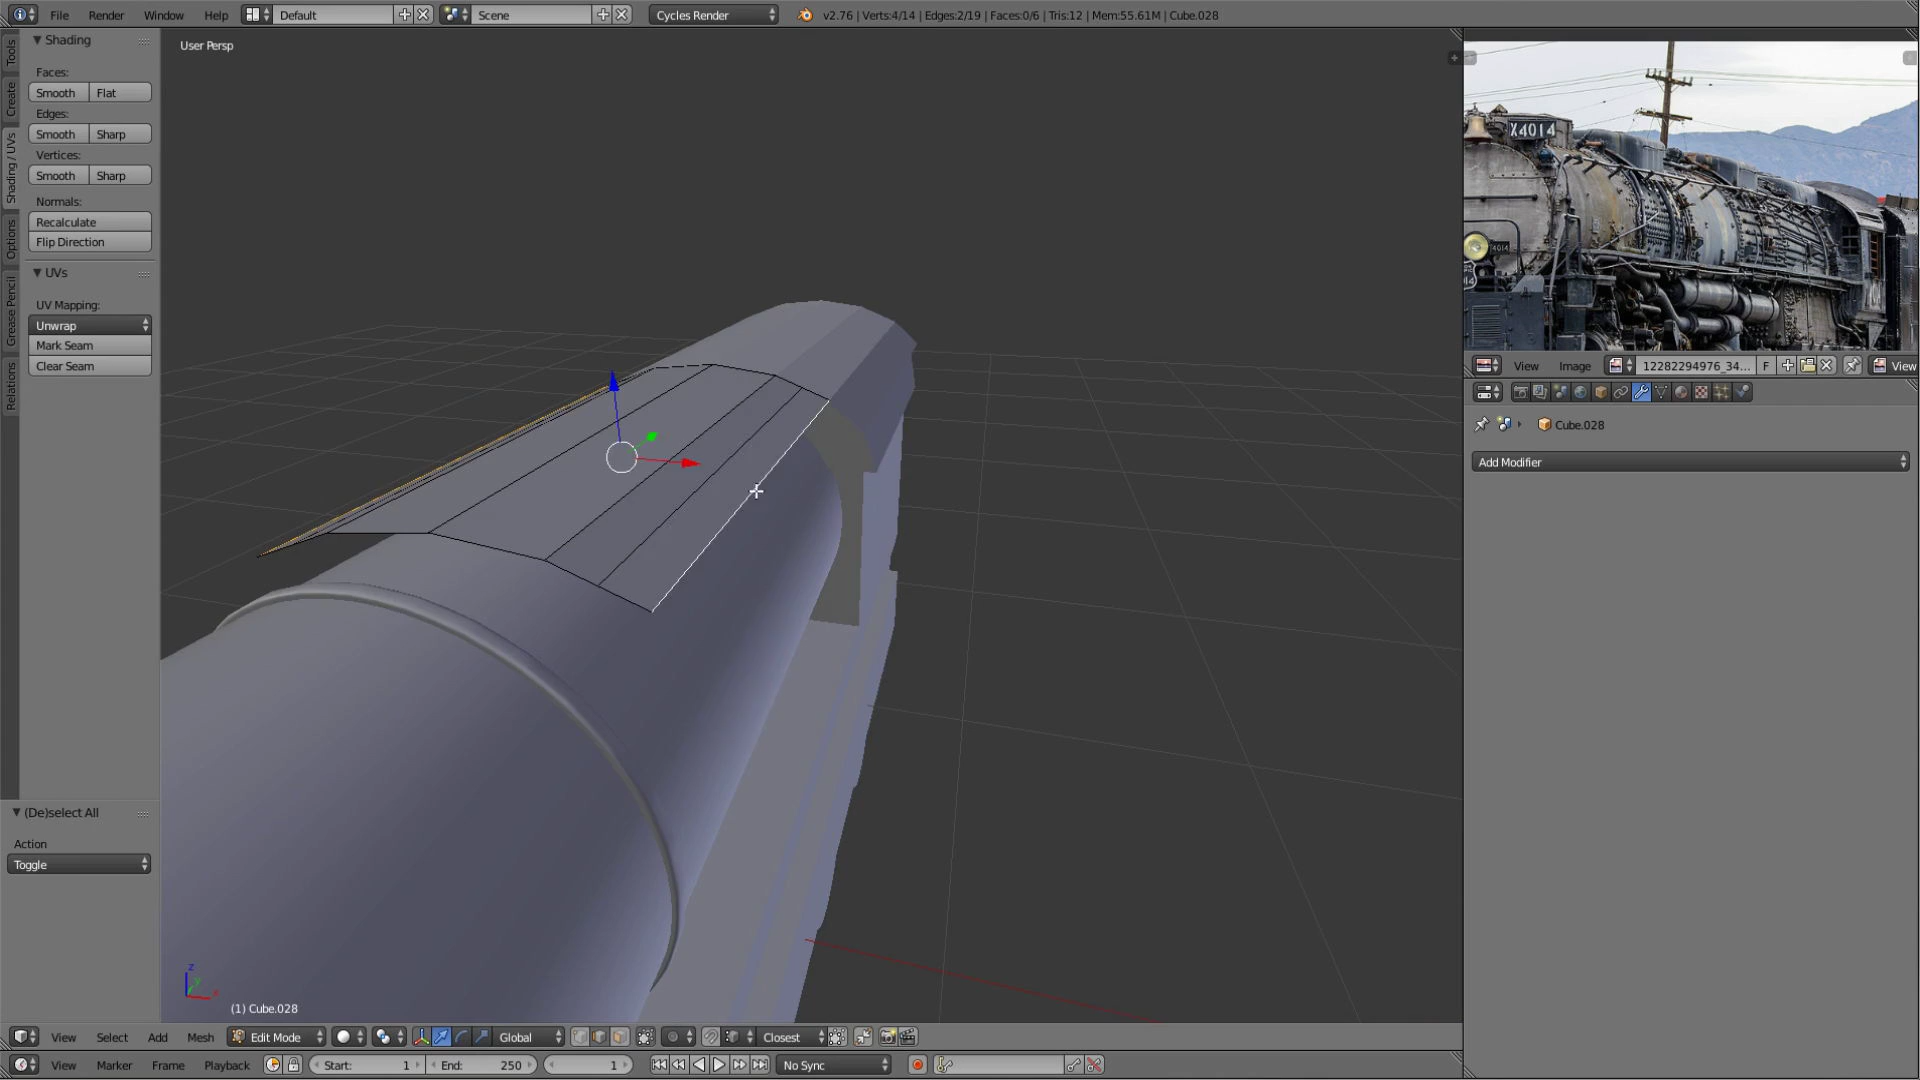 File Render Window Help Default Scene Cycles Render v2.76 | Verts:4/14 | Edges:2/19 | Faces:0/6 | Tris:12 | Mem:55.61M | Cube.028
Tools
Create
Shading / UVs
Options
Grease Pencil
Relations
Shading
Faces:
Smooth Flat
Edges:
Smooth Sharp
Vertices:
Smooth Sharp
Normals:
Recalculate
Flip Direction
UVs
UV Mapping:
Unwrap
Mark Seam
Clear Seam
(De)select All
Action
Toggle
User Persp
z
y
x
(1) Cube.028
X4014
4014
View Image 12282294976_34... F View
Cube.028
Add Modifier
View Select Add Mesh Edit Mode Global Closest
View Marker Frame Playback Start: 1 End: 250 1 No Sync